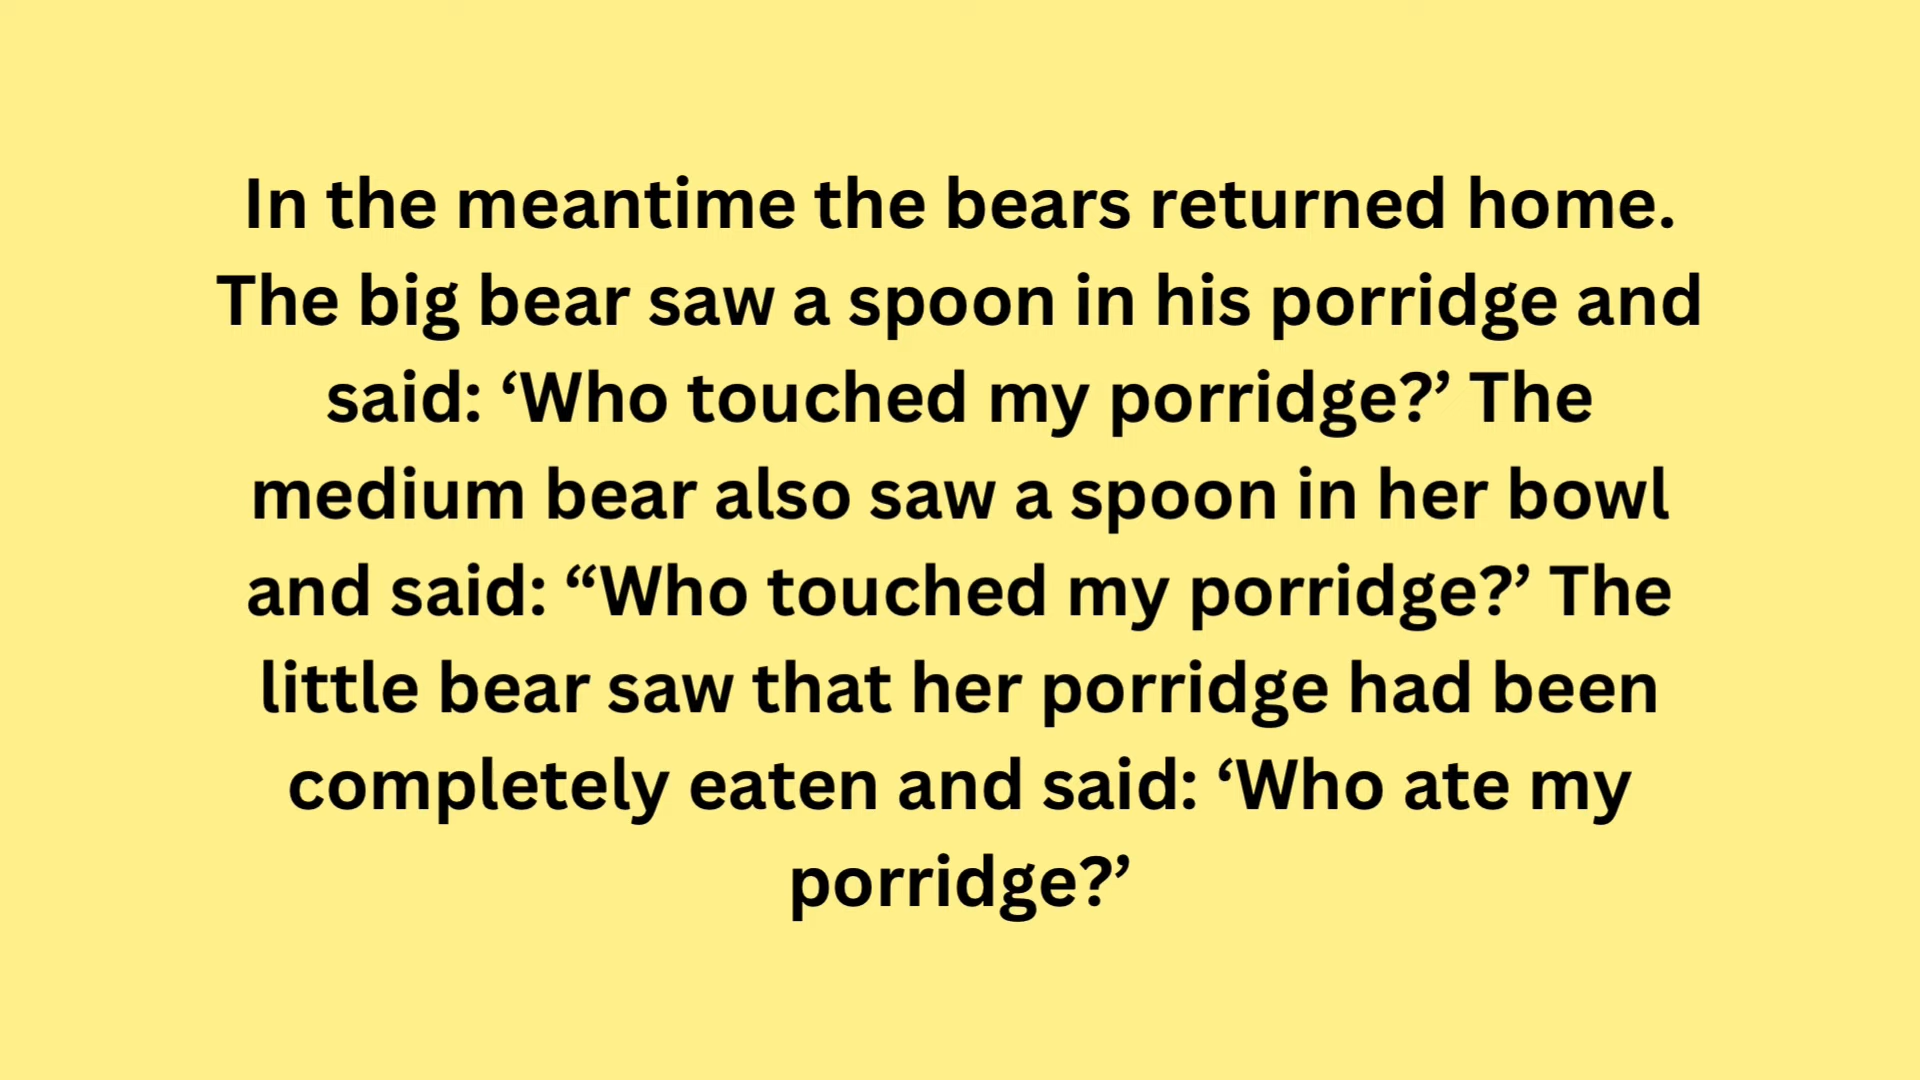 In the meantime the bears returned home.
The big bear saw a spoon in his porridge and
said: ‘Who touched my porridge?’ The
medium bear also saw a spoon in her bowl
and said: “Who touched my porridge?’ The
little bear saw that her porridge had been
completely eaten and said: ‘Who ate my
porridge?’